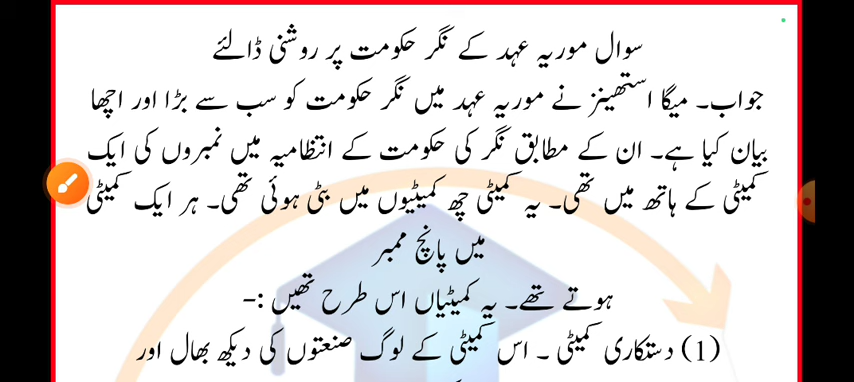 سوال موریہ عہد کے نگر حکومت پر روشنی ڈالئے
جواب۔ میگا استھینز نے موریہ عہد میں نگر حکومت کو سب سے بڑا اور اچھا
بیان کیا ہے۔ ان کے مطابق نگر کی حکومت کے انتظامیہ میں نمبروں کی ایک
کمیٹی کے ہاتھ میں تھی۔ یہ کمیٹی چھ کمیٹیوں میں بٹی ہوئی تھی۔ ہر ایک کمیٹی
میں پانچ ممبر
ہوتے تھے۔ یہ کمیٹیاں اس طرح تھیں :-
(1) دستکاری کمیٹی ۔ اس کمیٹی کے لوگ صنعتوں کی دیکھ بھال اور